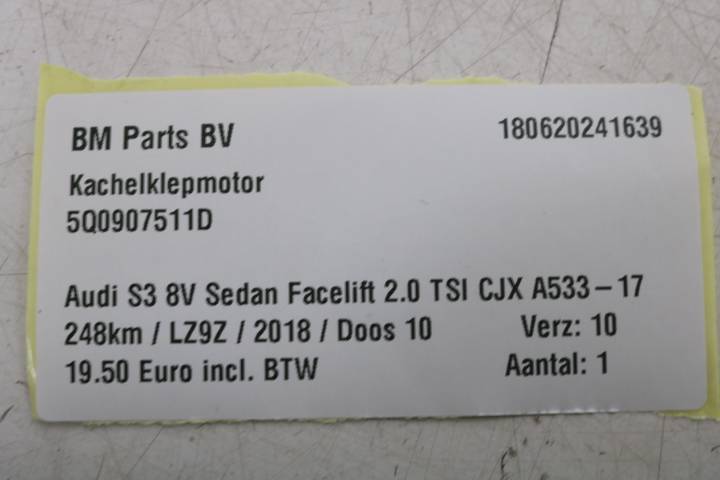 BM Parts BV 180620241639
Kachelklepmotor
5Q0907511D
Audi S3 8V Sedan Facelift 2.0 TSI CJX A533-17
248km / LZ9Z / 2018 / Doos 10 Verz: 10
19.50 Euro incl. BTW Aantal: 1